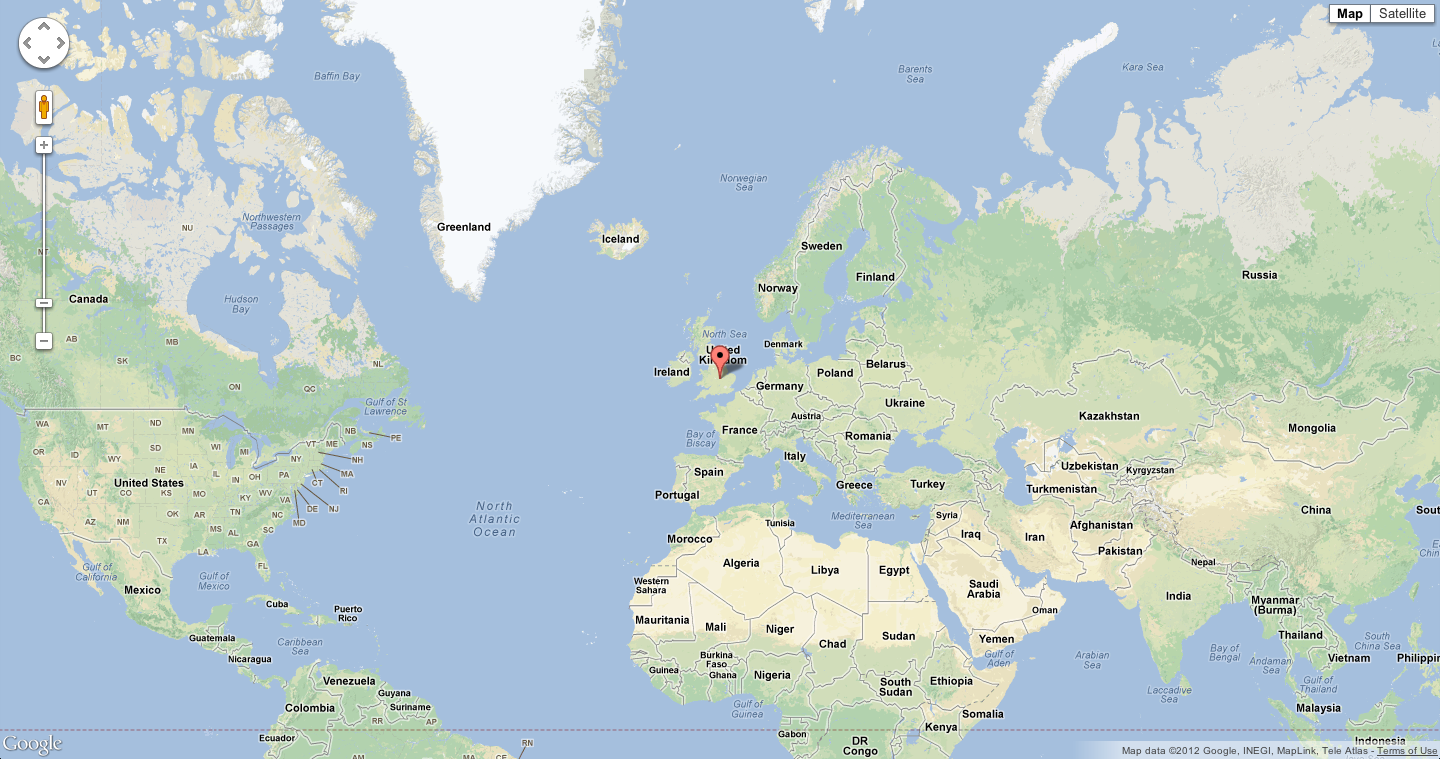 Map Satellite
Baffin Bay
Barents
Sea
Kara Sea
Norwegian
Sea
Northwestern
Passages
NU
Greenland
Iceland
Sweden
NT
Finland
Russia
Norway
Canada
Hudson
Bay
North Sea
AB
MB
Denmark
BC
SK
NL
Ireland
Belarus
Poland
Germany
ON
QC
Gulf of St
Lawrence
Austria
Ukraine
Kazakhstan
WA
MT
ND
MN
NB
PE
France
Romania
Mongolia
Bay of
Biscay
OR
ID
SD
WI
MI
VT
ME
NS
NY
NH
WY
IA
Italy
Uzbekistan
Kyrgyzstan
NE
IL
IN
OH
PA
MA
Spain
NV
UT
United States
CO
KS
MO
KY
WV
VA
CT
RI
Greece
Turkey
Turkmenistan
CA
Portugal
AZ
NM
OK
AR
TN
NC
MD
DE
NJ
North
Atlantic
Ocean
Tunisia
Mediterranean
Sea
Syria
China
TX
MS
AL
SC
GA
LA
Morocco
Iraq
Iran
Afghanistan
Pakistan
FL
Gulf of
California
Gulf of
Mexico
Algeria
Libya
Egypt
Nepal
Mexico
Western
Sahara
Saudi
Arabia
India
Cuba
Puerto
Rico
Oman
Myanmar
(Burma)
Mauritania
Mali
Niger
Chad
Sudan
Yemen
Thailand
Guatemala
Caribbean
Sea
Nicaragua
Burkina
Faso
Guinea
Ghana
Nigeria
Gulf of
Aden
Arabian
Sea
Bay of
Bengal
Andaman
Sea
South
China Sea
Vietnam
Philippin
Venezuela
Guyana
Suriname
Colombia
South
Sudan
Ethiopia
Laccadive
Sea
Gulf of
Thailand
Malaysia
RR
AP
Gulf of
Guinea
Somalia
Kenya
Ecuador
Gabon
DR
Congo
Indonesia
RN
AM
MA
CE
Google
Map data ©2012 Google, INEGI, MapLink, Tele Atlas - Terms of Use